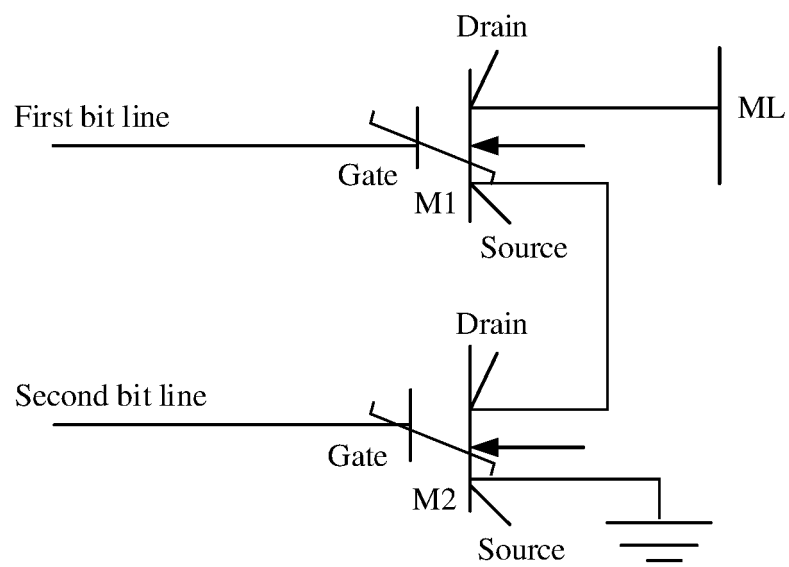 Drain
First bit line
ML
Gate
M1
Source
Drain
Second bit line
Gate
M2
Source